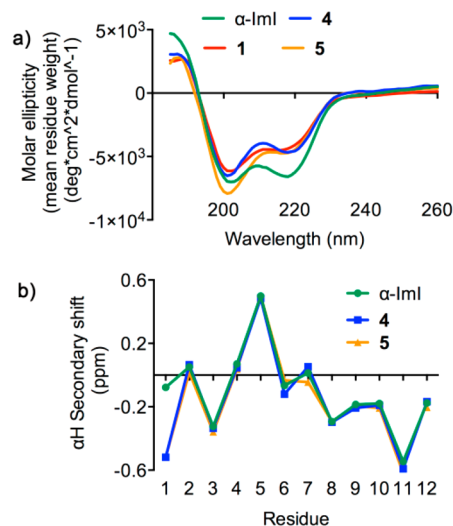 a)
α-ImI
4
1
5
Molar ellipticity
(mean residue weight)
(deg*cm^2*dmol^-1)
5×10³
0
-5×10³
-1×10⁴
200
220
240
260
Wavelength (nm)
b)
α-ImI
4
5
αH Secondary shift
(ppm)
0.6
0.2
-0.2
-0.6
1 2 3 4 5 6 7 8 9 10 11 12
Residue